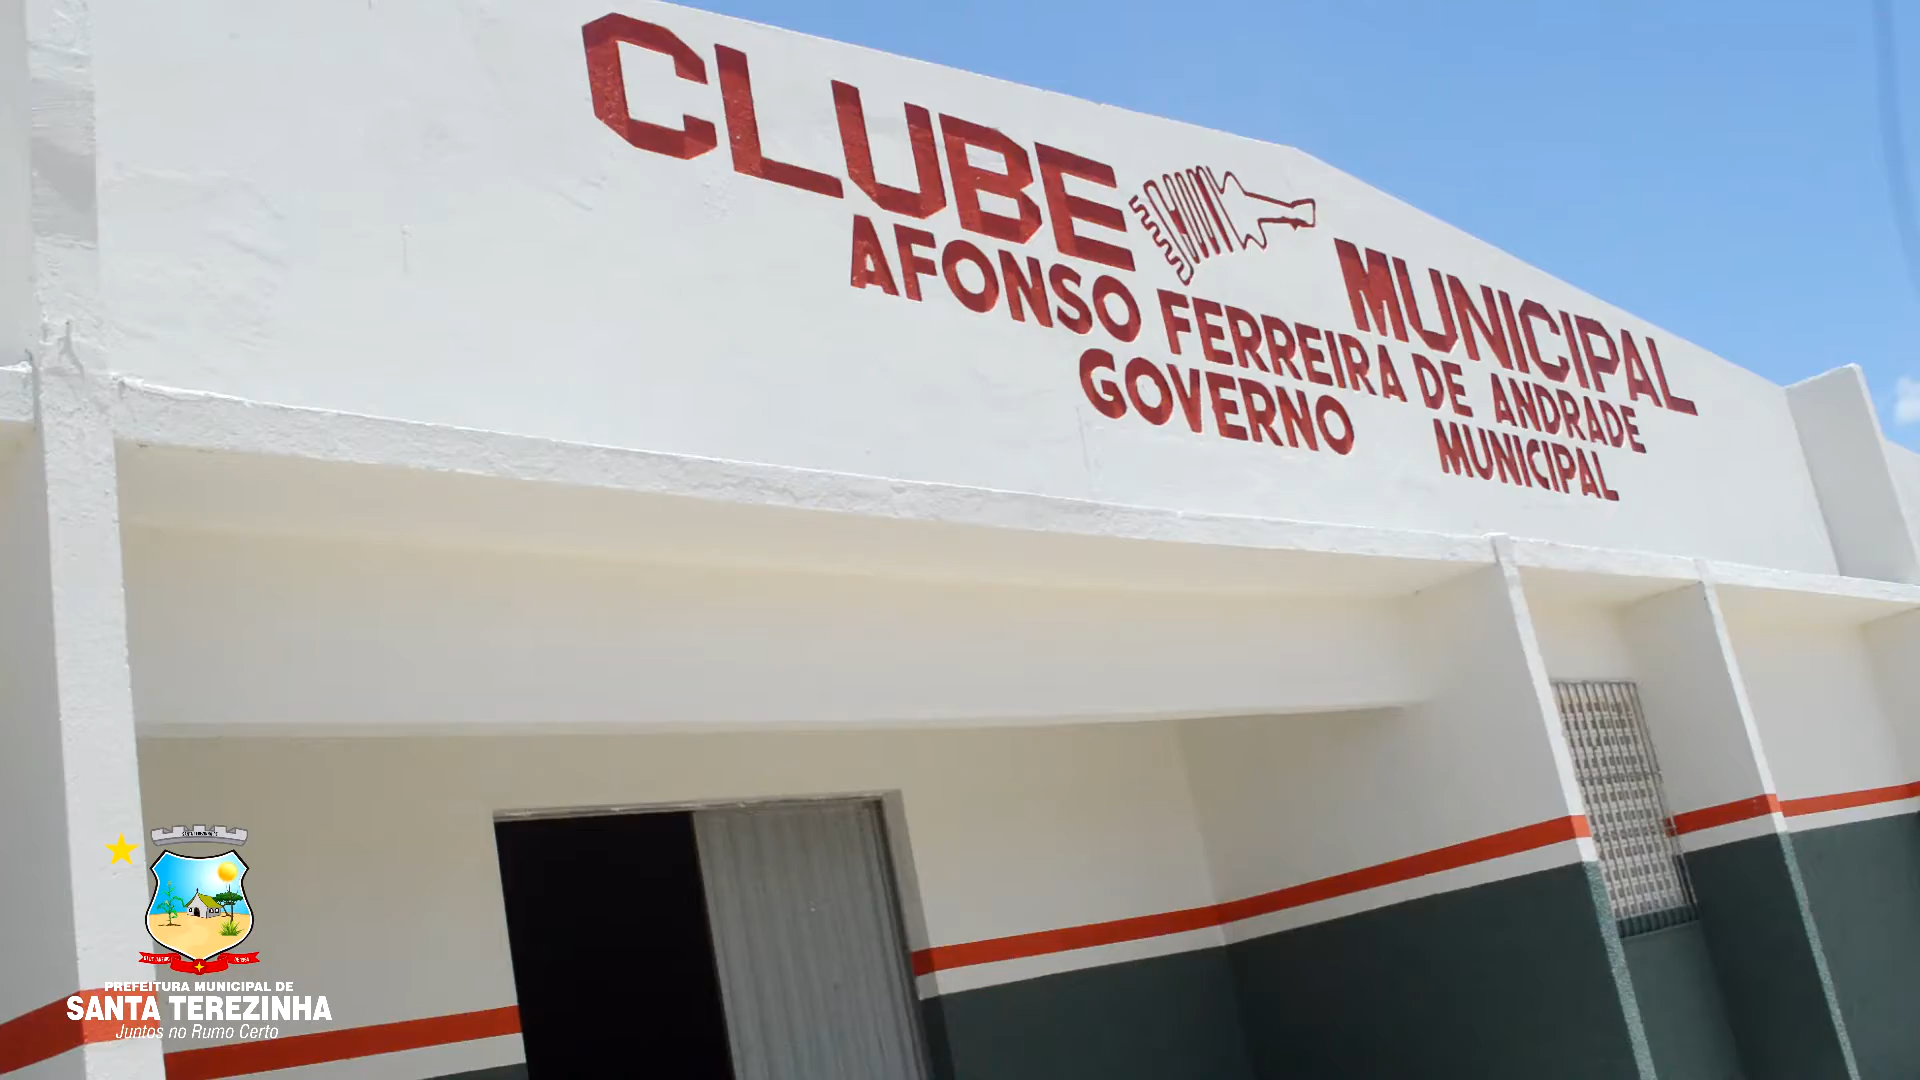 CLUBE MUNICIPAL
AFONSO FERREIRA DE ANDRADE
GOVERNO MUNICIPAL
PREFEITURA MUNICIPAL DE
SANTA TEREZINHA
Juntos no Rumo Certo